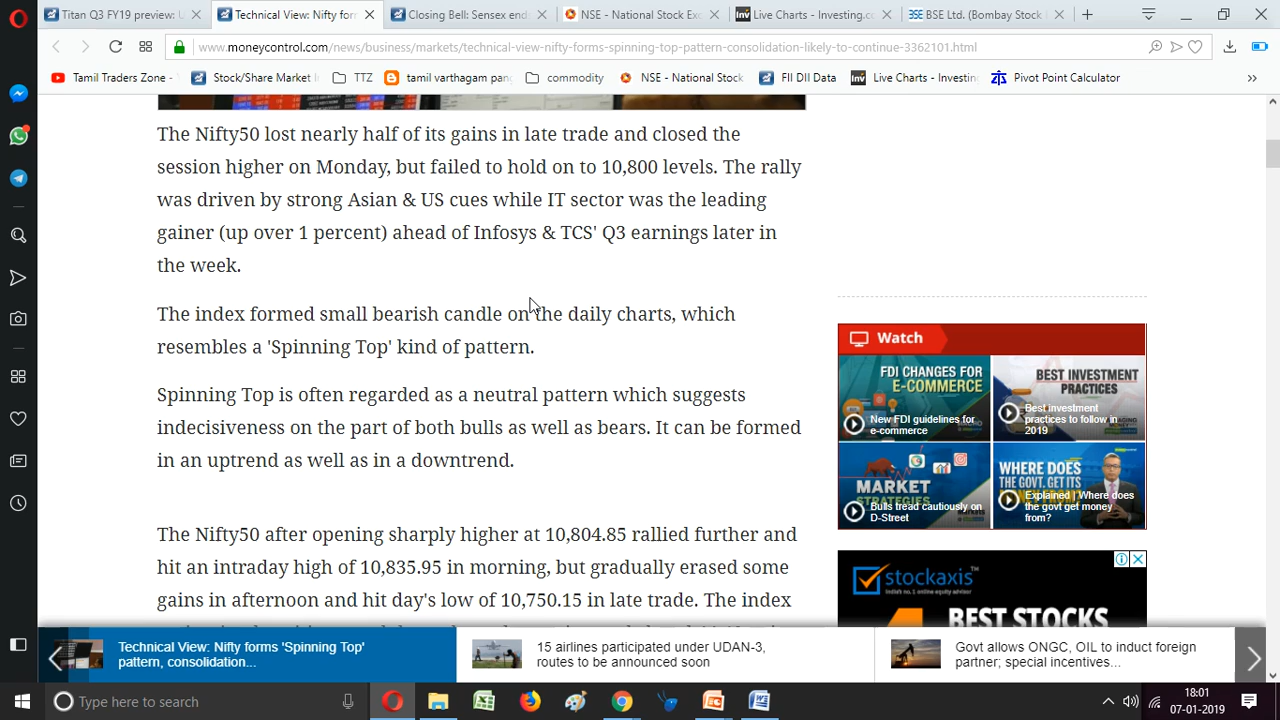 Titan Q3 FY19 preview: U
Technical View: Nifty for
Closing Bell: Sensex end
NSE - National Stock Ex
Live Charts - Investing.co
BSE Ltd. (Bombay Stock
www.moneycontrol.com/news/business/markets/technical-view-nifty-forms-spinning-top-pattern-consolidation-likely-to-continue-3362101.html
Tamil Traders Zone -
Stock/Share Market
TTZ
tamil varthagam pan
commodity
NSE - National Stock
FII DII Data
Inv Live Charts - Investin
Pivot Point Calculator
The Nifty50 lost nearly half of its gains in late trade and closed the
session higher on Monday, but failed to hold on to 10,800 levels. The rally
was driven by strong Asian & US cues while IT sector was the leading
gainer (up over 1 percent) ahead of Infosys & TCS' Q3 earnings later in
the week.
The index formed small bearish candle on the daily charts, which
resembles a 'Spinning Top' kind of pattern.
Spinning Top is often regarded as a neutral pattern which suggests
indecisiveness on the part of both bulls as well as bears. It can be formed
in an uptrend as well as in a downtrend.
The Nifty50 after opening sharply higher at 10,804.85 rallied further and
hit an intraday high of 10,835.95 in morning, but gradually erased some
gains in afternoon and hit day's low of 10,750.15 in late trade. The index
Watch
FDI CHANGES FOR
E-COMMERCE
New FDI guidelines for
e-commerce
BEST INVESTMENT
PRACTICES
Best investment
practices to follow in
2019
MARKET
STRATEGIES
Bulls tread cautiously on
D-Street
WHERE DOES
THE GOVT. GET ITS
Explained | Where does
the govt get money
from?
stockaxis
India's no.1 online equity advisor
BEST STOCKS
Technical View: Nifty forms 'Spinning Top'
pattern, consolidation...
15 airlines participated under UDAN-3,
routes to be announced soon
Govt allows ONGC, OIL to induct foreign
partner; special incentives...
Type here to search
18:01
07-01-2019